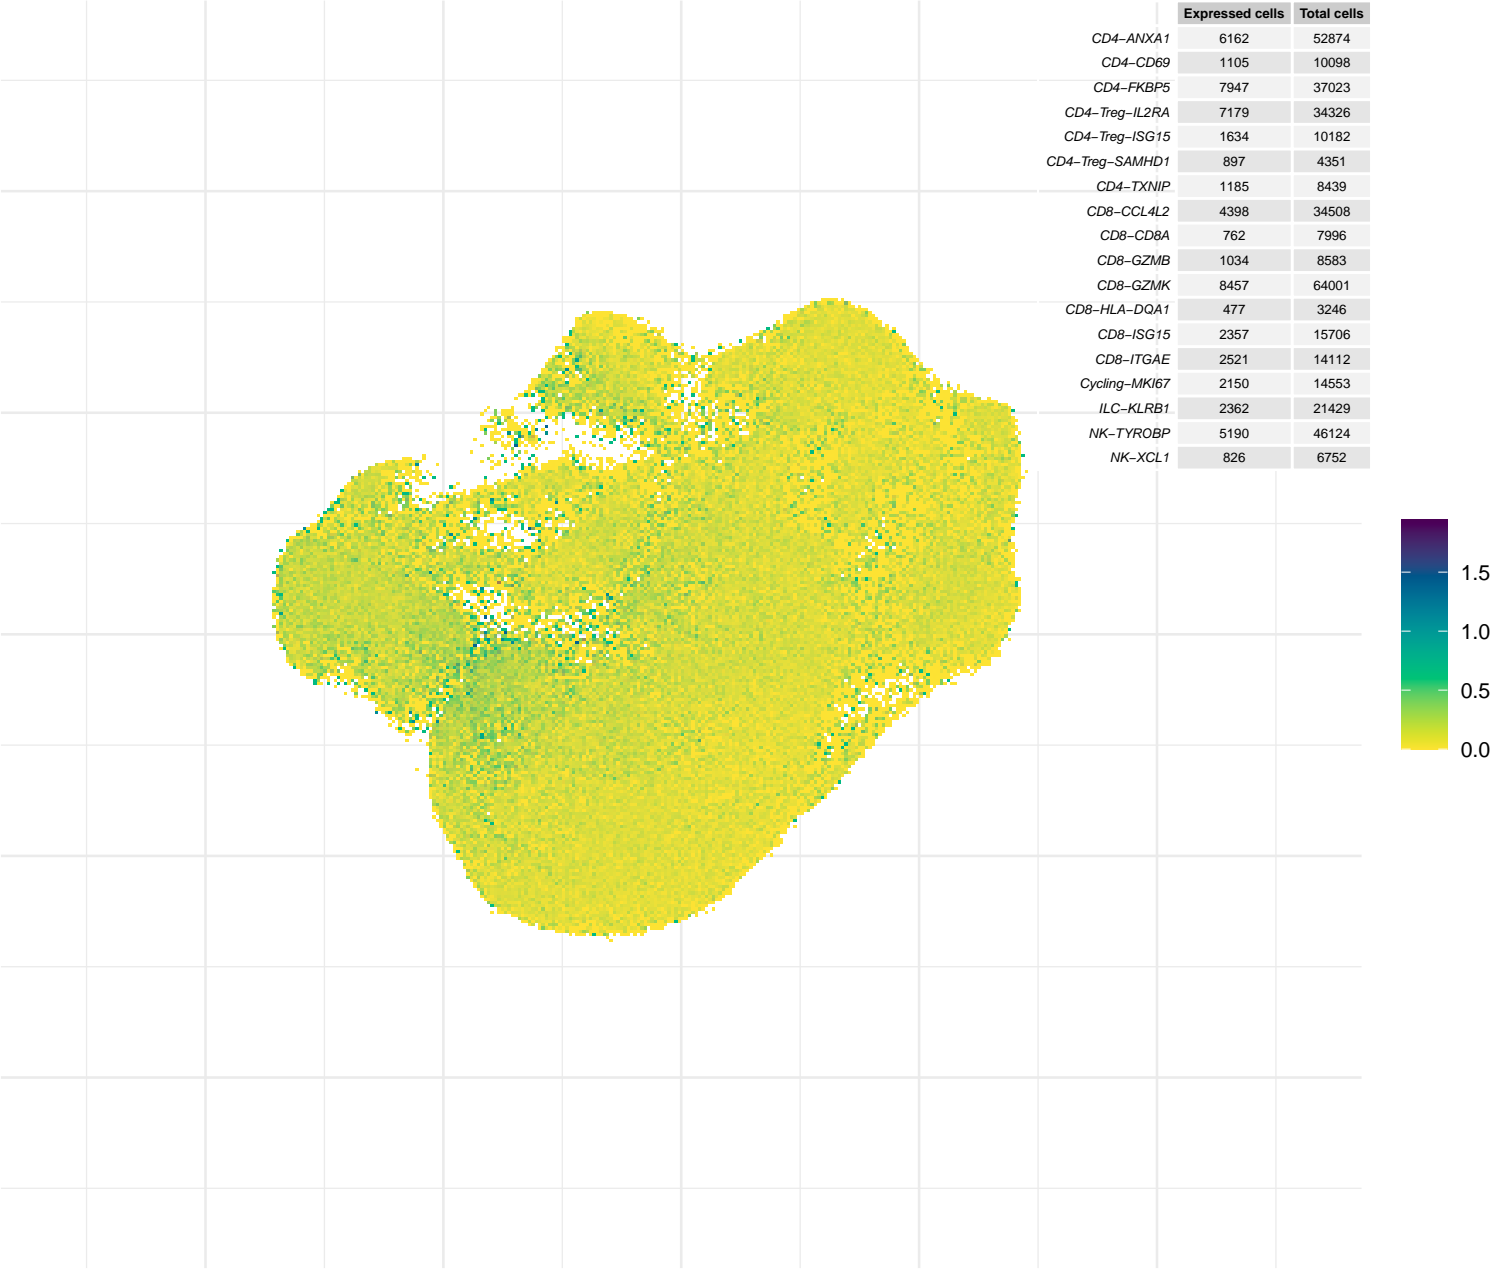 Expressed cells Total cells
CD4−ANXA1 6162 52874
CD4−CD69 1105 10098
CD4−FKBP5 7947 37023
CD4−Treg−IL2RA 7179 34326
CD4−Treg−ISG15 1634 10182
CD4−Treg−SAMHD1 897 4351
CD4−TXNIP 1185 8439
CD8−CCL4L2 4398 34508
CD8−CD8A 762 7996
CD8−GZMB 1034 8583
CD8−GZMK 8457 64001
CD8−HLA−DQA1 477 3246
CD8−ISG15 2357 15706
CD8−ITGAE 2521 14112
Cycling−MKI67 2150 14553
ILC−KLRB1 2362 21429
NK−TYROBP 5190 46124
NK−XCL1 826 6752
1.5
1.0
0.5
0.0